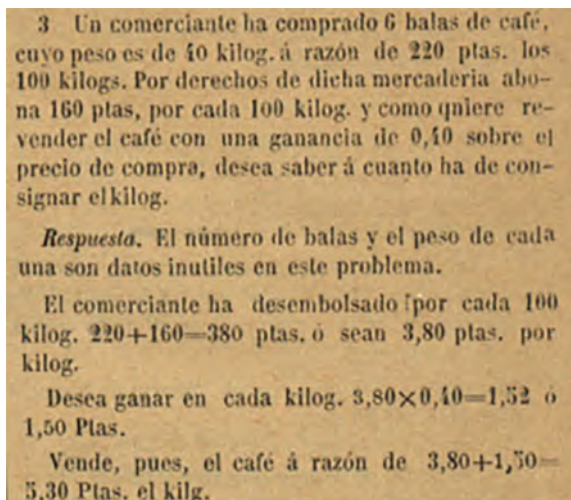 3 Un comerciante ha comprado 6 balas de café,
cuyo peso es de 40 kilog. á razón de 220 ptas. los
100 kilogs. Por derechos de dicha mercaderia abo-
na 160 ptas, por cada 100 kilog. y como quiere re-
vender el café con una ganancia de 0,40 sobre el
precio de compra, desea saber á cuanto ha de con-
signar el kilog.
Respuesta. El número de balas y el peso de cada
una son datos inutiles en este problema.
El comerciante ha desembolsado por cada 100
kilog. 220+160=380 ptas. ó sean 3,80 ptas. por
kilog.
Desea ganar en cada kilog. 3,80×0,40=1,52 ó
1,50 Ptas.
Vende, pues, el café á razón de 3,80+1,50=
5,30 Ptas. el kilg.